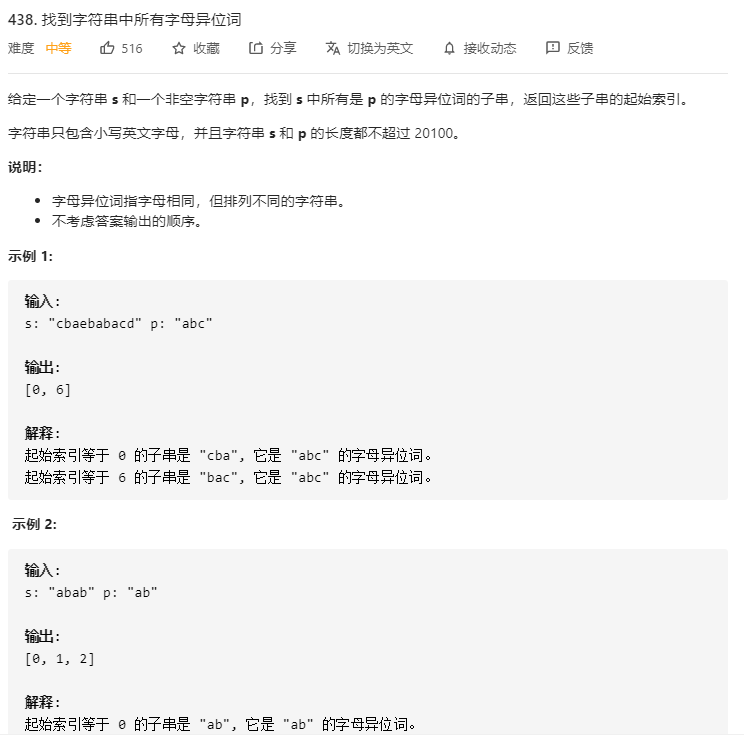 438. 找到字符串中所有字母异位词
难度 中等 516 收藏 分享 切换为英文 接收动态 反馈
给定一个字符串 s 和一个非空字符串 p，找到 s 中所有是 p 的字母异位词的子串，返回这些子串的起始索引。
字符串只包含小写英文字母，并且字符串 s 和 p 的长度都不超过 20100。
说明：
字母异位词指字母相同，但排列不同的字符串。
不考虑答案输出的顺序。
示例 1:
输入:
s: "cbaebabacd" p: "abc"
输出:
[0, 6]
解释:
起始索引等于 0 的子串是 "cba", 它是 "abc" 的字母异位词。
起始索引等于 6 的子串是 "bac", 它是 "abc" 的字母异位词。
示例 2:
输入:
s: "abab" p: "ab"
输出:
[0, 1, 2]
解释:
起始索引等于 0 的子串是 "ab", 它是 "ab" 的字母异位词。